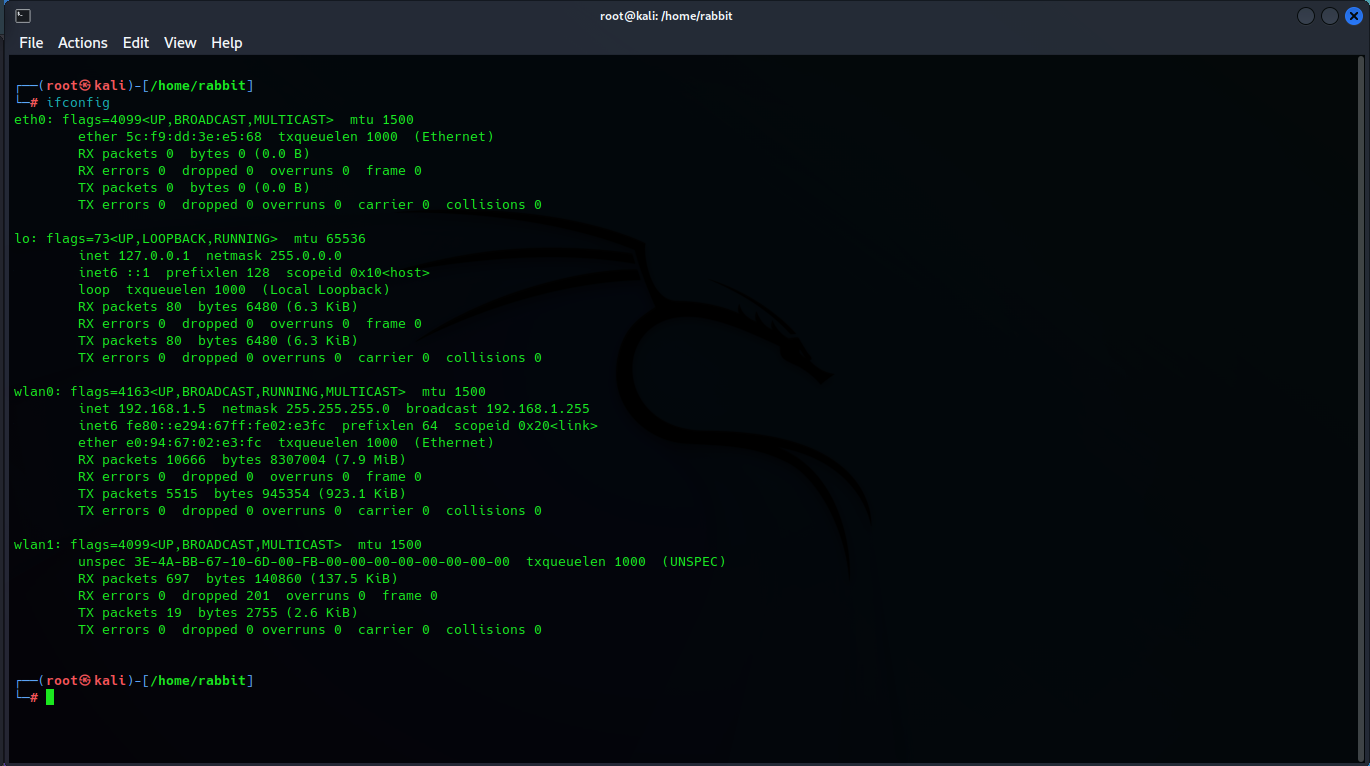 root@kali: /home/rabbit
File Actions Edit View Help
┌──(root㉿kali)-[/home/rabbit]
└─# ifconfig
eth0: flags=4099<UP,BROADCAST,MULTICAST>  mtu 1500
        ether 5c:f9:dd:3e:e5:68  txqueuelen 1000  (Ethernet)
        RX packets 0  bytes 0 (0.0 B)
        RX errors 0  dropped 0  overruns 0  frame 0
        TX packets 0  bytes 0 (0.0 B)
        TX errors 0  dropped 0 overruns 0  carrier 0  collisions 0
lo: flags=73<UP,LOOPBACK,RUNNING>  mtu 65536
        inet 127.0.0.1  netmask 255.0.0.0
        inet6 ::1  prefixlen 128  scopeid 0x10<host>
        loop  txqueuelen 1000  (Local Loopback)
        RX packets 80  bytes 6480 (6.3 KiB)
        RX errors 0  dropped 0  overruns 0  frame 0
        TX packets 80  bytes 6480 (6.3 KiB)
        TX errors 0  dropped 0 overruns 0  carrier 0  collisions 0
wlan0: flags=4163<UP,BROADCAST,RUNNING,MULTICAST>  mtu 1500
        inet 192.168.1.5  netmask 255.255.255.0  broadcast 192.168.1.255
        inet6 fe80::e294:67ff:fe02:e3fc  prefixlen 64  scopeid 0x20<link>
        ether e0:94:67:02:e3:fc  txqueuelen 1000  (Ethernet)
        RX packets 10666  bytes 8307004 (7.9 MiB)
        RX errors 0  dropped 0  overruns 0  frame 0
        TX packets 5515  bytes 945354 (923.1 KiB)
        TX errors 0  dropped 0 overruns 0  carrier 0  collisions 0
wlan1: flags=4099<UP,BROADCAST,MULTICAST>  mtu 1500
        unspec 3E-4A-BB-67-10-6D-00-FB-00-00-00-00-00-00-00-00  txqueuelen 1000  (UNSPEC)
        RX packets 697  bytes 140860 (137.5 KiB)
        RX errors 0  dropped 201  overruns 0  frame 0
        TX packets 19  bytes 2755 (2.6 KiB)
        TX errors 0  dropped 0 overruns 0  carrier 0  collisions 0
┌──(root㉿kali)-[/home/rabbit]
└─#